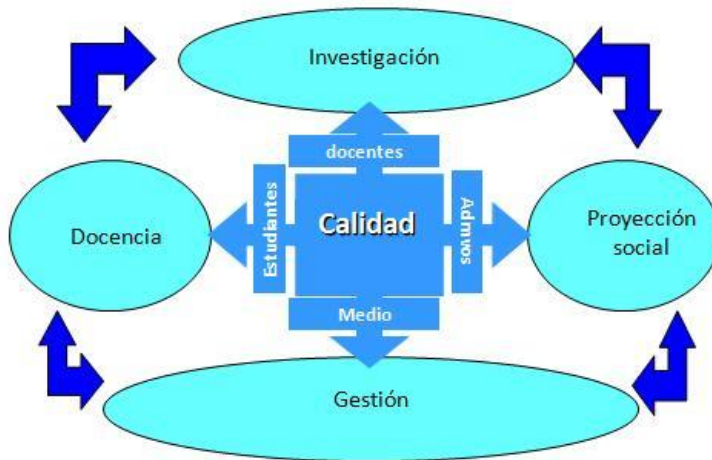 Investigación
docentes
Docencia
Estudiantes
Calidad
Admvos
Proyección
social
Medio
Gestión